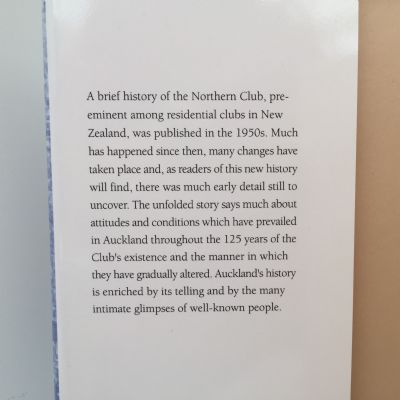 A brief history of the Northern Club, pre-
eminent among residential clubs in New
Zealand, was published in the 1950s. Much
has happened since then, many changes have
taken place and, as readers of this new history
will find, there was much early detail still to
uncover. The unfolded story says much about
attitudes and conditions which have prevailed
in Auckland throughout the 125 years of the
Club's existence and the manner in which
they have gradually altered. Auckland's history
is enriched by its telling and by the many
intimate glimpses of well-known people.